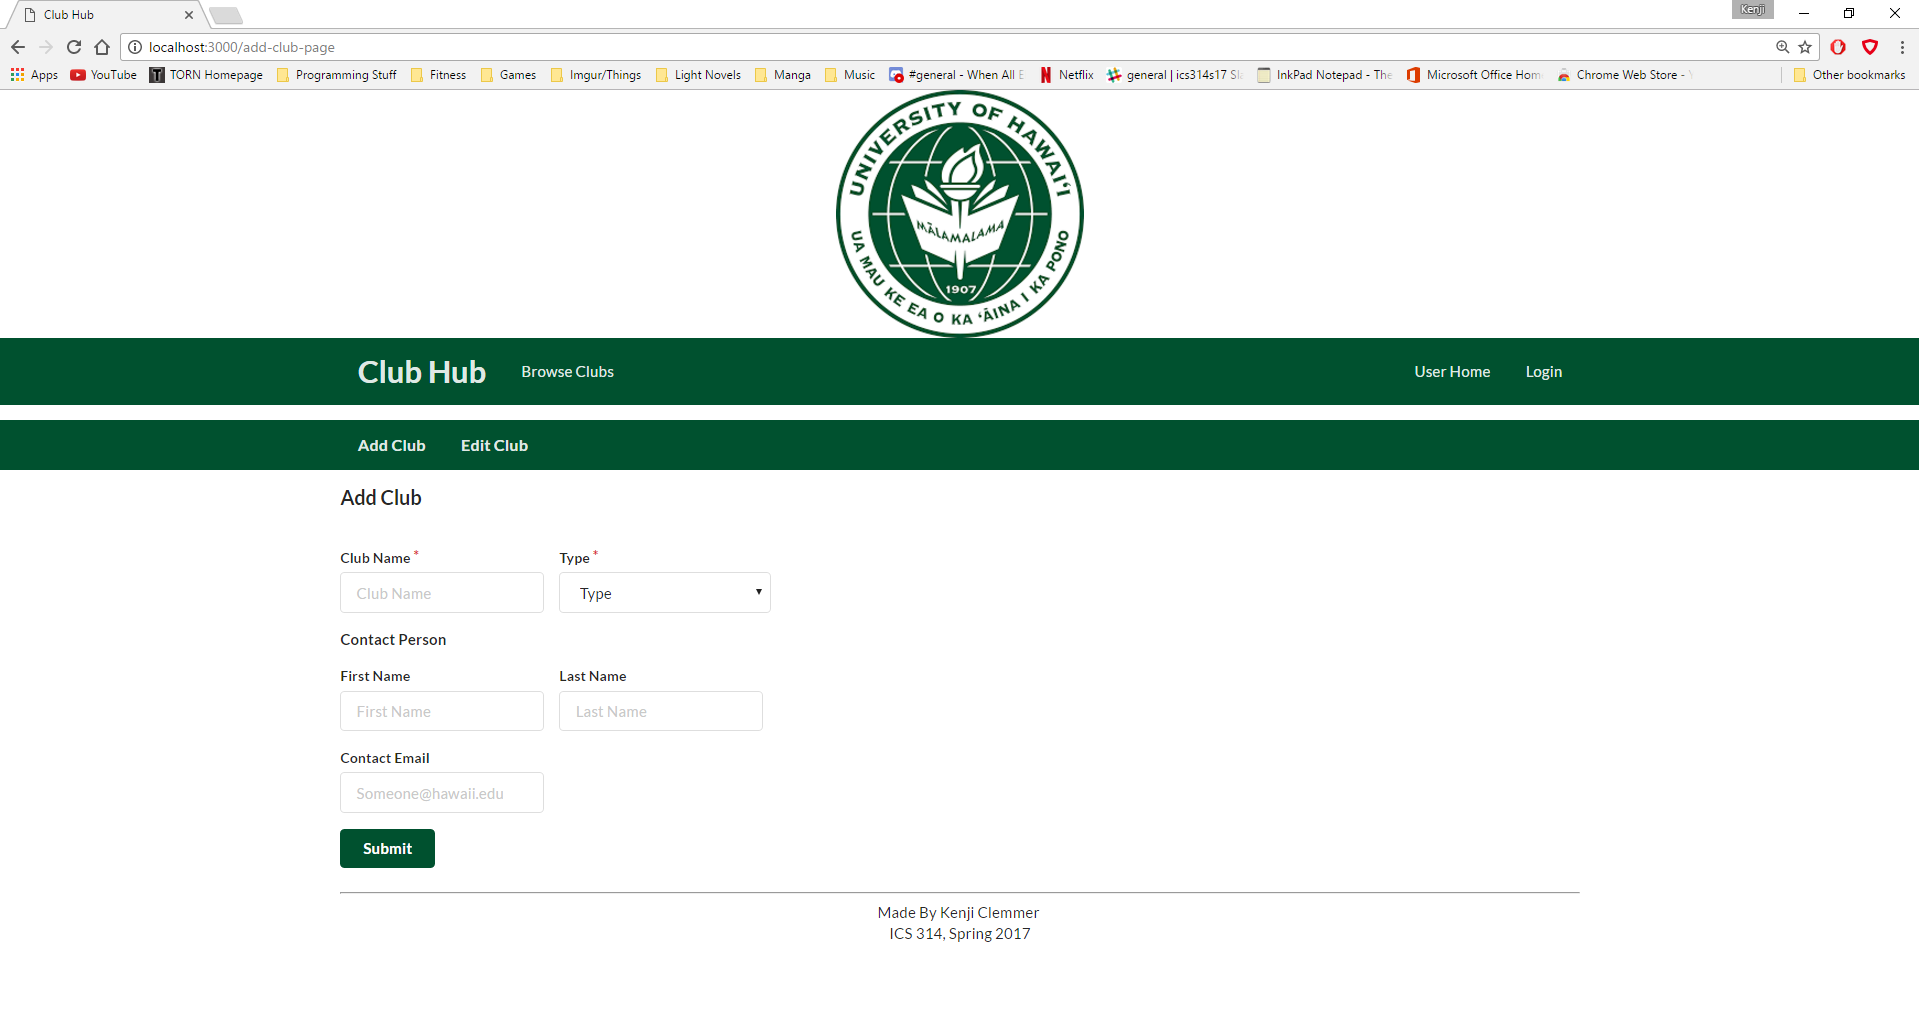 Club Hub
Kenji
localhost:3000/add-club-page
Apps YouTube TORN Homepage Programming Stuff Fitness Games Imgur/Things Light Novels Manga Music #general - When All Netflix general | ics314s17 InkPad Notepad - The Microsoft Office Hom Chrome Web Store - Other bookmarks
UNIVERSITY OF HAWAIʻI
MĀLAMALAMA
1907
UA MAU KE EA O KA ʻĀINA I KA PONO
Club Hub Browse Clubs User Home Login
Add Club Edit Club
Add Club
Club Name * Type *
Club Name Type
Contact Person
First Name Last Name
First Name Last Name
Contact Email
Someone@hawaii.edu
Submit
Made By Kenji Clemmer
ICS 314, Spring 2017